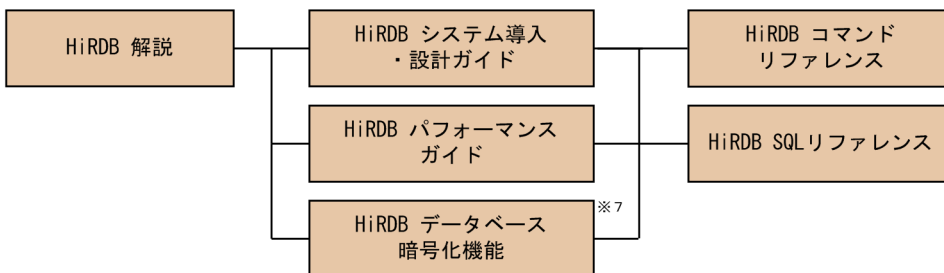 HiRDB 解説
HiRDB システム導入
・設計ガイド
HiRDB コマンド
リファレンス
HiRDB パフォーマンス
ガイド
HiRDB SQLリファレンス
※7
HiRDB データベース
暗号化機能